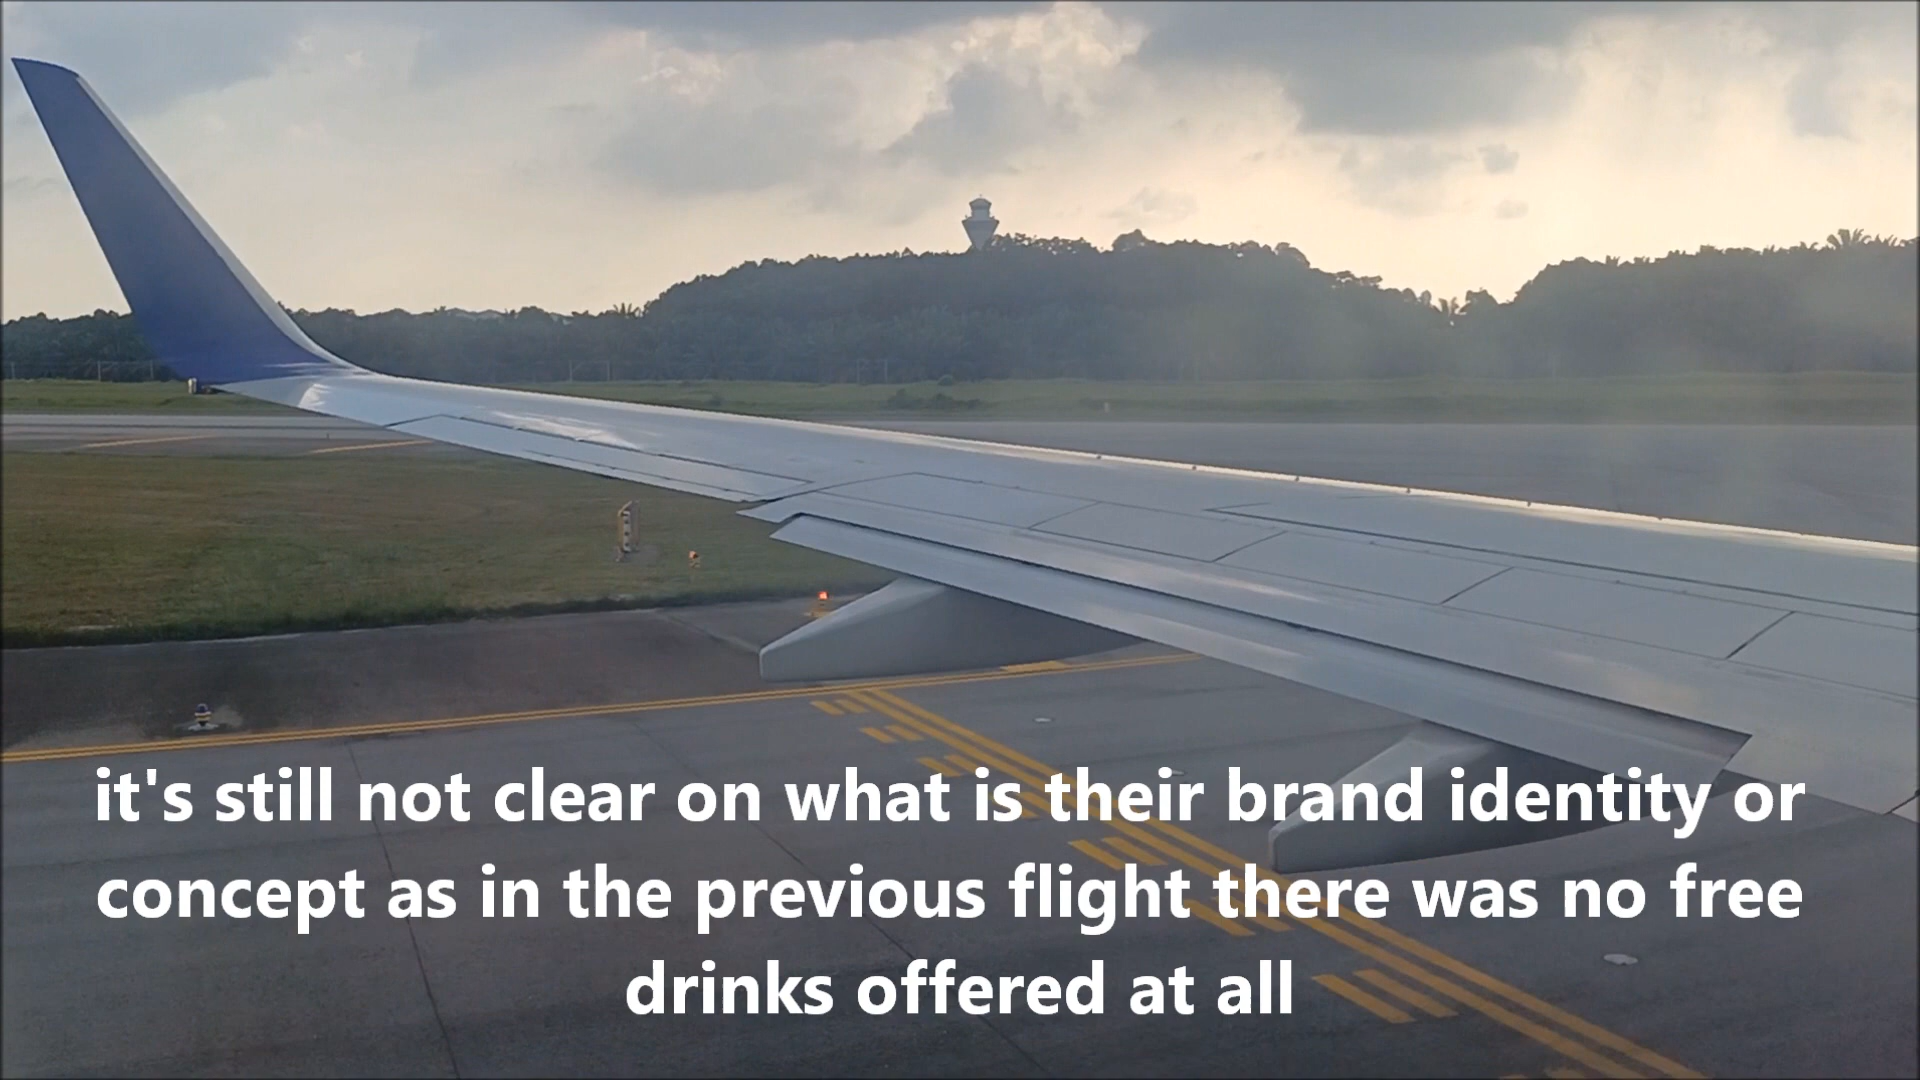 it's still not clear on what is their brand identity or
concept as in the previous flight there was no free
drinks offered at all